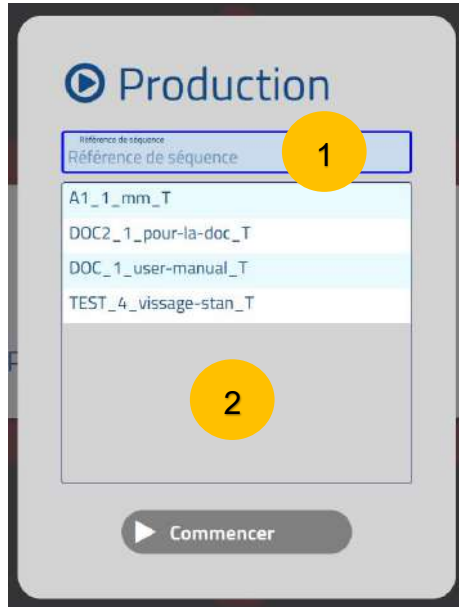 Production
Référence de séquence
Référence de séquence
1
A1_1_mm_T
DOC2_1_pour-la-doc_T
DOC_1_user-manual_T
TEST_4_vissage-stan_T
2
Commencer